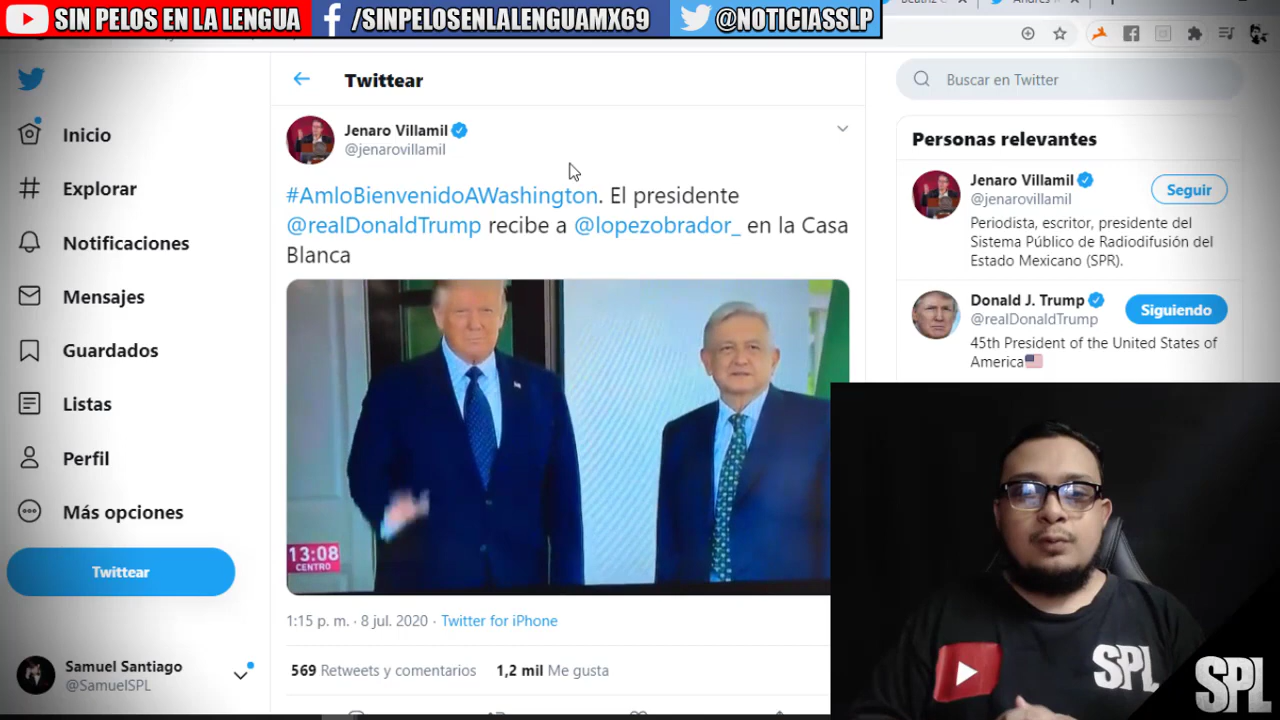 SIN PELOS EN LA LENGUA
/SINPELOSENLALENGUAMX69
@NOTICIASSLP
Inicio
Explorar
Notificaciones
Mensajes
Guardados
Listas
Perfil
Más opciones
Twittear
Samuel Santiago
@SamuelSPL
Twittear
Jenaro Villamil
@jenarovillamil
#AmloBienvenidoAWashington. El presidente
@realDonaldTrump recibe a @lopezobrador_ en la Casa
Blanca
13:08
CENTRO
1:15 p. m. · 8 jul. 2020 · Twitter for iPhone
569 Retweets y comentarios 1,2 mil Me gusta
Buscar en Twitter
Personas relevantes
Jenaro Villamil
@jenarovillamil
Seguir
Periodista, escritor, presidente del
Sistema Público de Radiodifusión del
Estado Mexicano (SPR).
Donald J. Trump
@realDonaldTrump
Siguiendo
45th President of the United States of
America
SPL
SPL